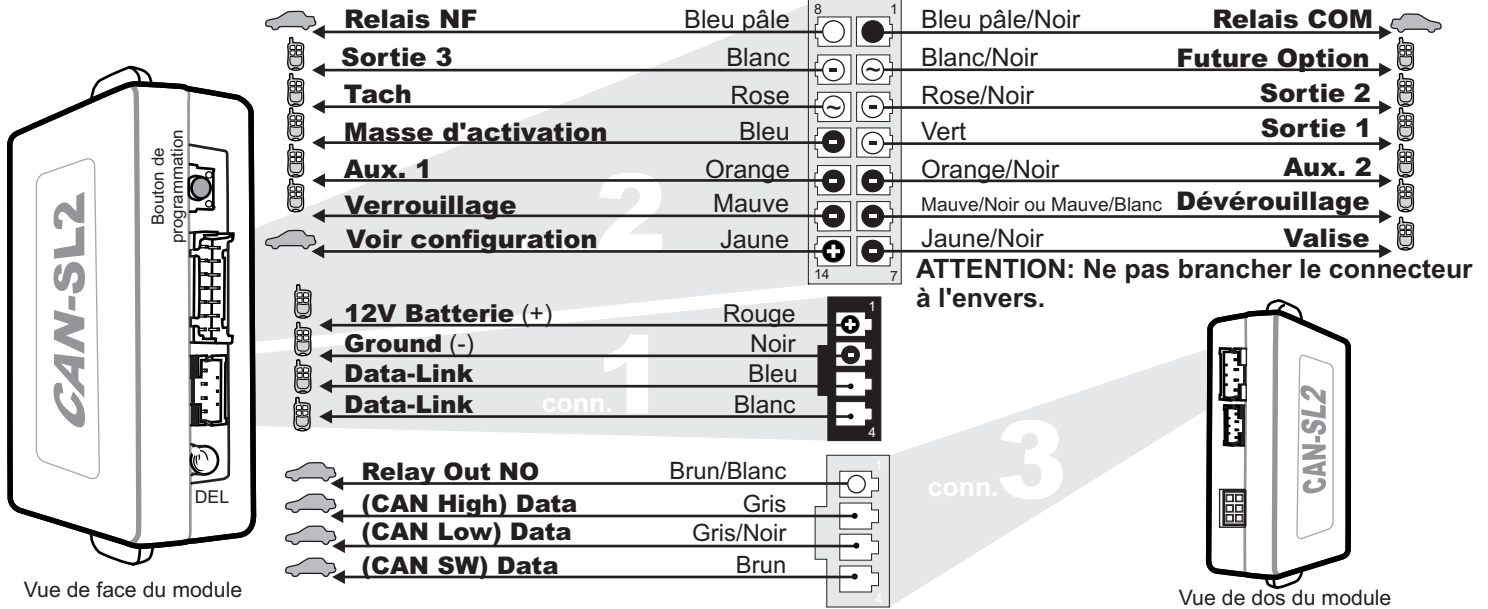 Relais NF Bleu pâle 8 1 Bleu pâle/Noir Relais COM
Sortie 3 Blanc Blanc/Noir Future Option
Tach Rose Rose/Noir Sortie 2
Masse d'activation Bleu Vert Sortie 1
Aux. 1 Orange Orange/Noir Aux. 2
Verrouillage Mauve Mauve/Noir ou Mauve/Blanc Dévérouillage
Voir configuration Jaune Jaune/Noir Valise
14 7
2
ATTENTION: Ne pas brancher le connecteur
à l'envers.
Bouton de
programmation
CAN-SL2
DEL
Vue de face du module
12V Batterie (+) Rouge 1
Ground (-) Noir
Data-Link Bleu
Data-Link Blanc
4
conn. 1
Relay Out NO Brun/Blanc 1
(CAN High) Data Gris
(CAN Low) Data Gris/Noir
(CAN SW) Data Brun
4
conn. 3
CAN-SL2
Vue de dos du module